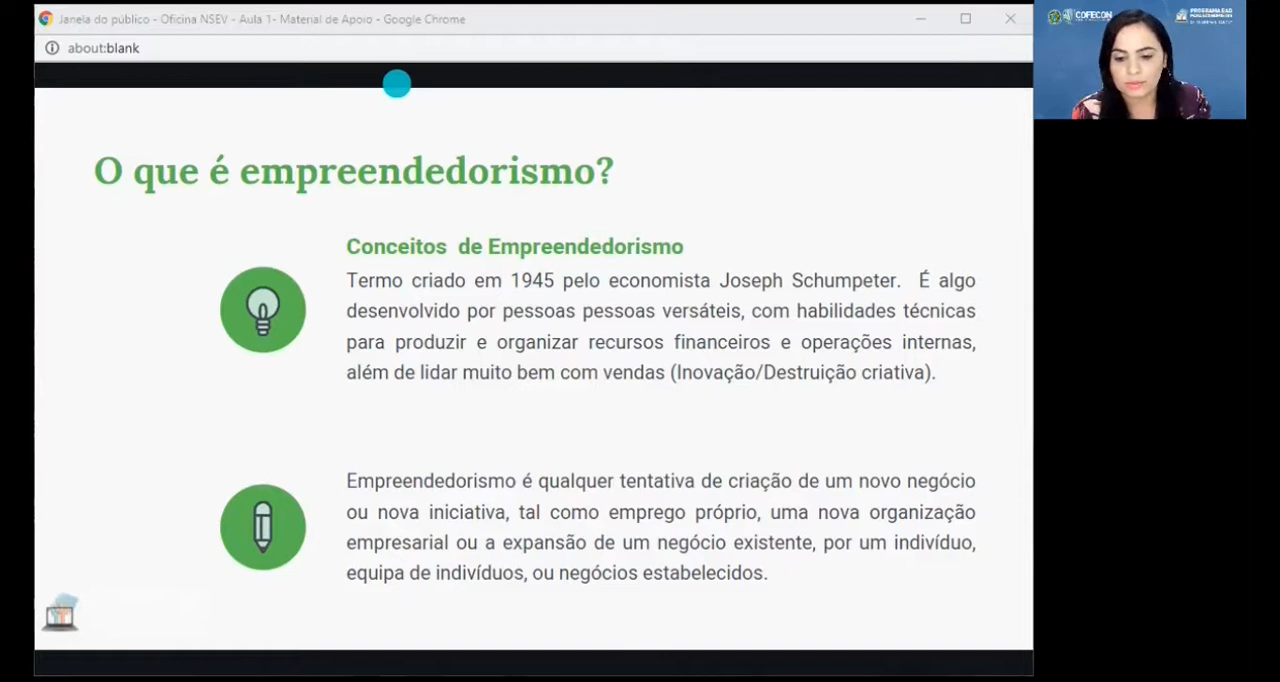 Janela do público - Oficina NSEV - Aula 1- Material de Apoio - Google Chrome
about:blank
COFECON
O que é empreendedorismo?
Conceitos de Empreendedorismo
Termo criado em 1945 pelo economista Joseph Schumpeter. É algo
desenvolvido por pessoas pessoas versáteis, com habilidades técnicas
para produzir e organizar recursos financeiros e operações internas,
além de lidar muito bem com vendas (Inovação/Destruição criativa).
Empreendedorismo é qualquer tentativa de criação de um novo negócio
ou nova iniciativa, tal como emprego próprio, uma nova organização
empresarial ou a expansão de um negócio existente, por um indivíduo,
equipa de indivíduos, ou negócios estabelecidos.